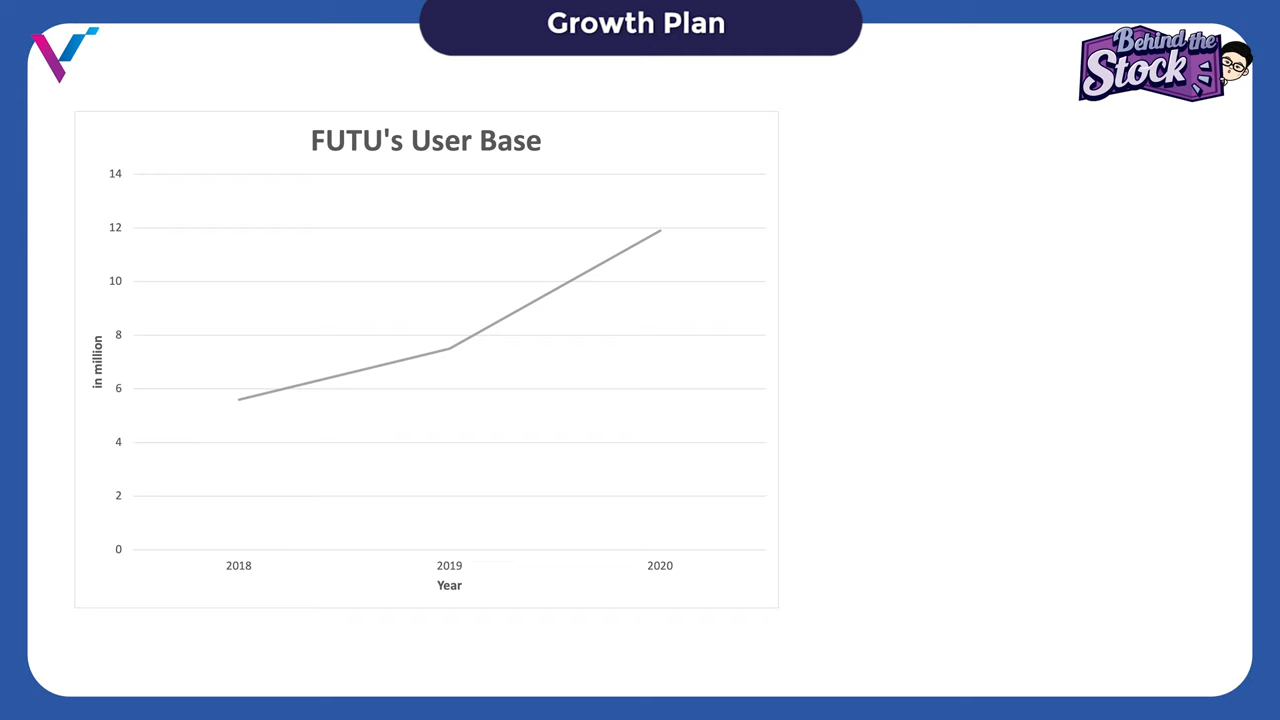 Growth Plan
Behind the
Stock
FUTU's User Base
14
12
10
8
6
4
2
0
in million
2018 2019 2020
Year